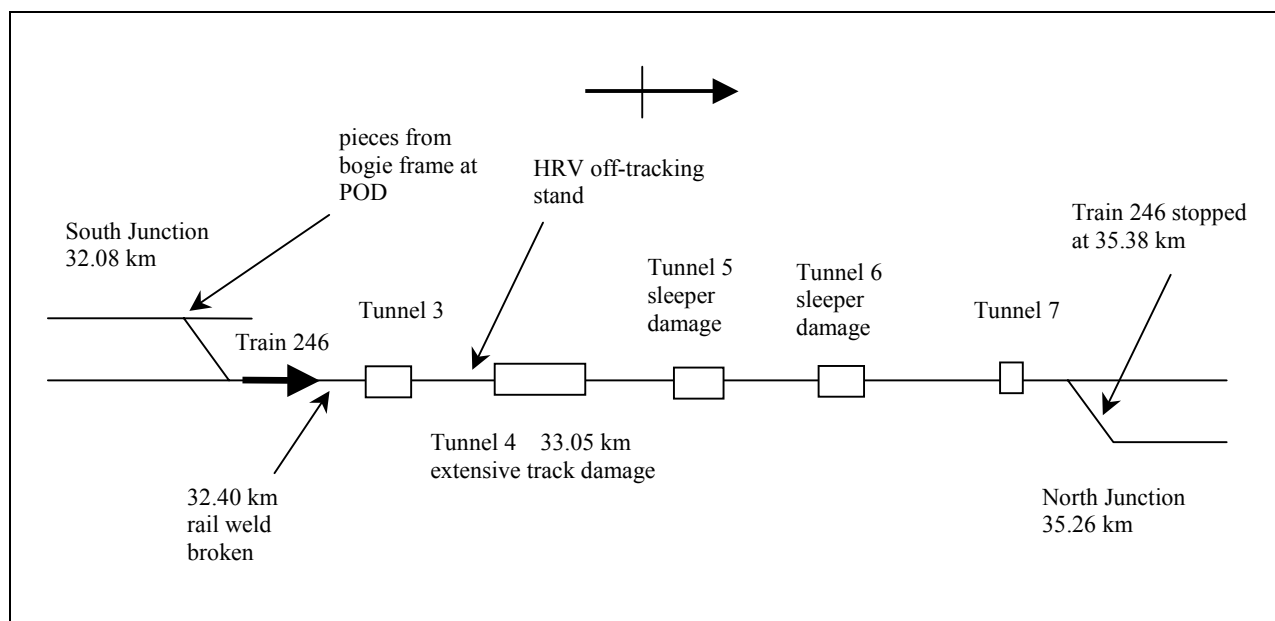 pieces from
bogie frame at
POD
HRV off-tracking
stand
Train 246 stopped
at 35.38 km
South Junction
32.08 km
Tunnel 5
sleeper
damage
Tunnel 6
sleeper
damage
Tunnel 3
Tunnel 7
Train 246
Tunnel 4 33.05 km
extensive track damage
32.40 km
rail weld
broken
North Junction
35.26 km